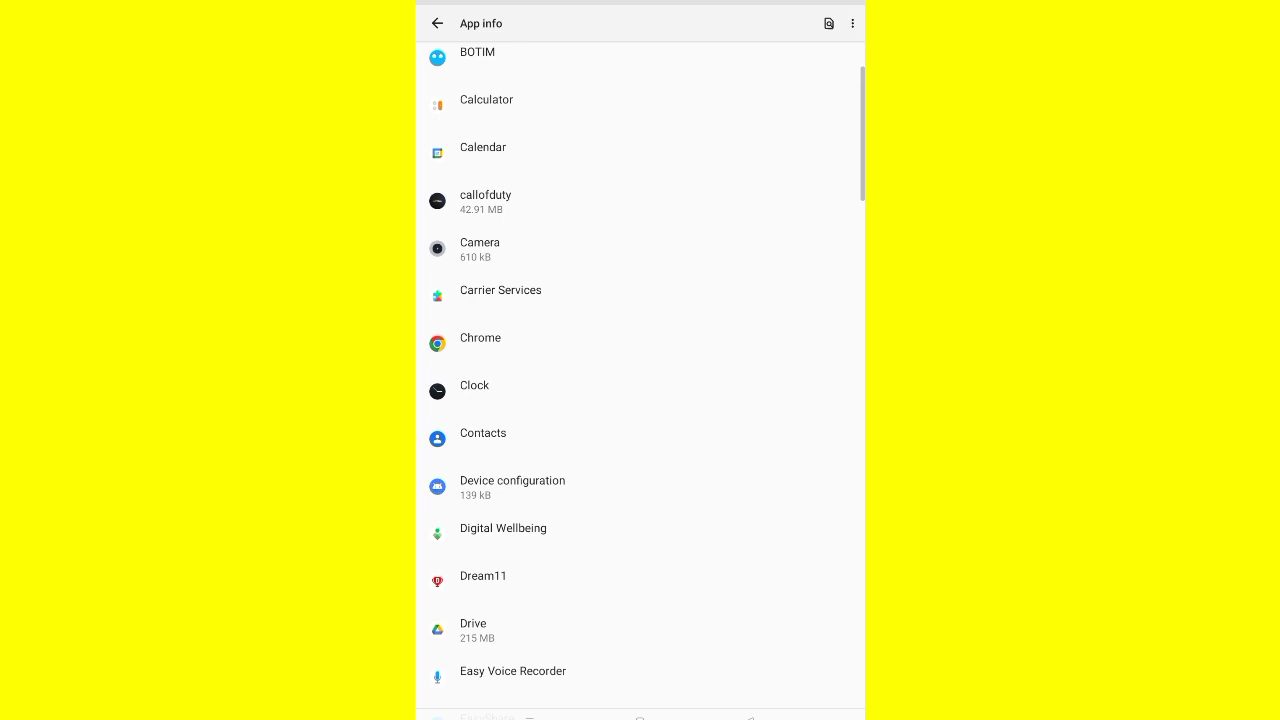 App info
BOTIM
Calculator
Calendar
callofduty
42.91 MB
Camera
610 kB
Carrier Services
Chrome
Clock
Contacts
Device configuration
139 kB
Digital Wellbeing
Dream11
Drive
215 MB
Easy Voice Recorder
EasyShare